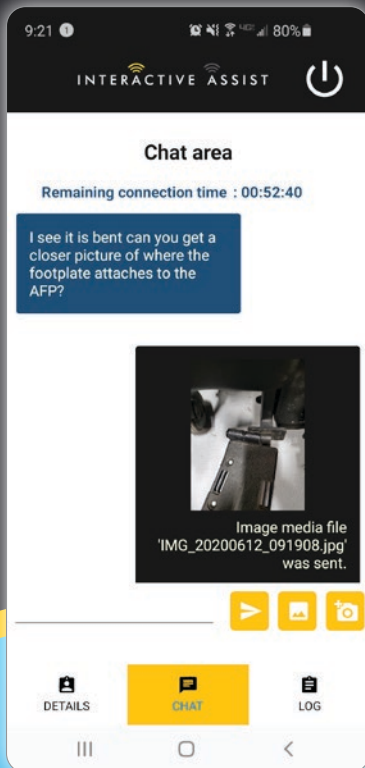 9:21 1 80%
INTERACTIVE ASSIST
Chat area
Remaining connection time : 00:52:40
I see it is bent can you get a
closer picture of where the
footplate attaches to the
AFP?
Image media file
'IMG_20200612_091908.jpg'
was sent.
DETAILS CHAT LOG